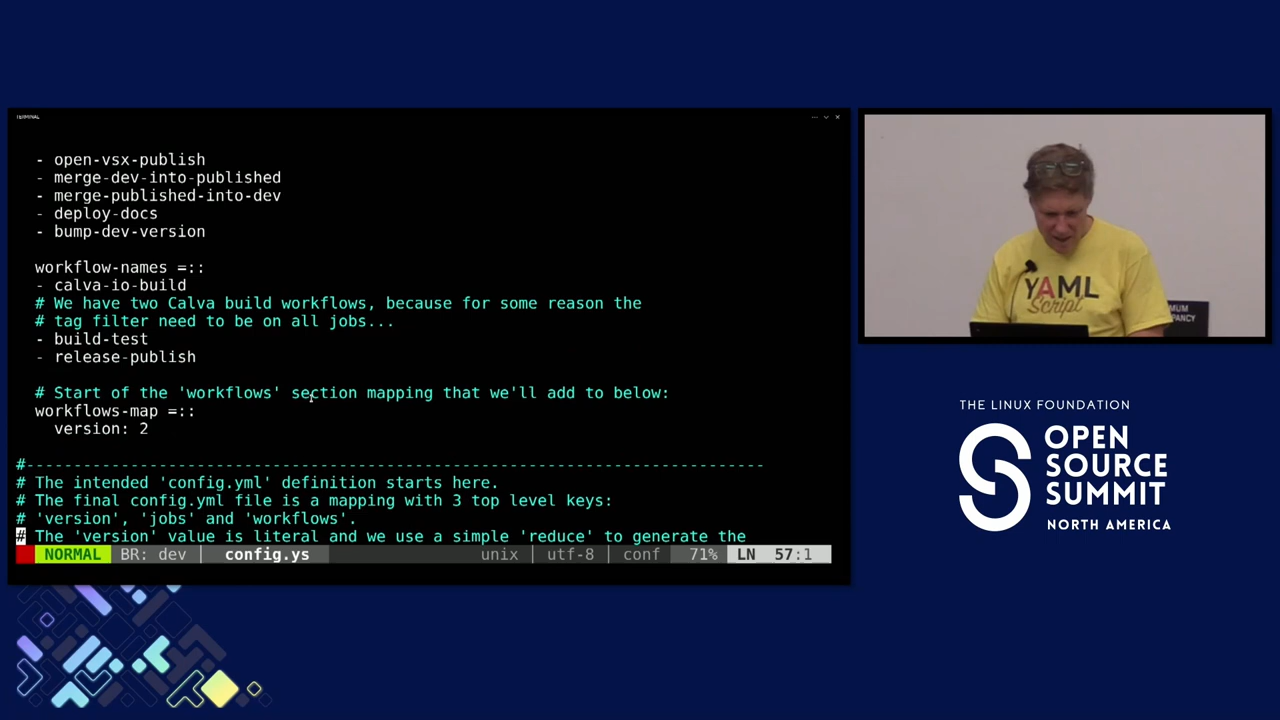 TERMINAL
- open-vsx-publish
- merge-dev-into-published
- merge-published-into-dev
- deploy-docs
- bump-dev-version
workflow-names =::
- calva-io-build
# We have two Calva build workflows, because for some reason the
# tag filter need to be on all jobs...
- build-test
- release-publish
# Start of the 'workflows' section mapping that we'll add to below:
workflows-map =::
version: 2
#------------------------------------------------------------------------------
# The intended 'config.yml' definition starts here.
# The final config.yml file is a mapping with 3 top level keys:
# 'version', 'jobs' and 'workflows'.
# The 'version' value is literal and we use a simple 'reduce' to generate the
NORMAL BR: dev | config.ys unix | utf-8 | conf 71% LN 57:1
YAML
Script
MUM
PANCY
THE LINUX FOUNDATION
OPEN
SOURCE
SUMMIT
NORTH AMERICA